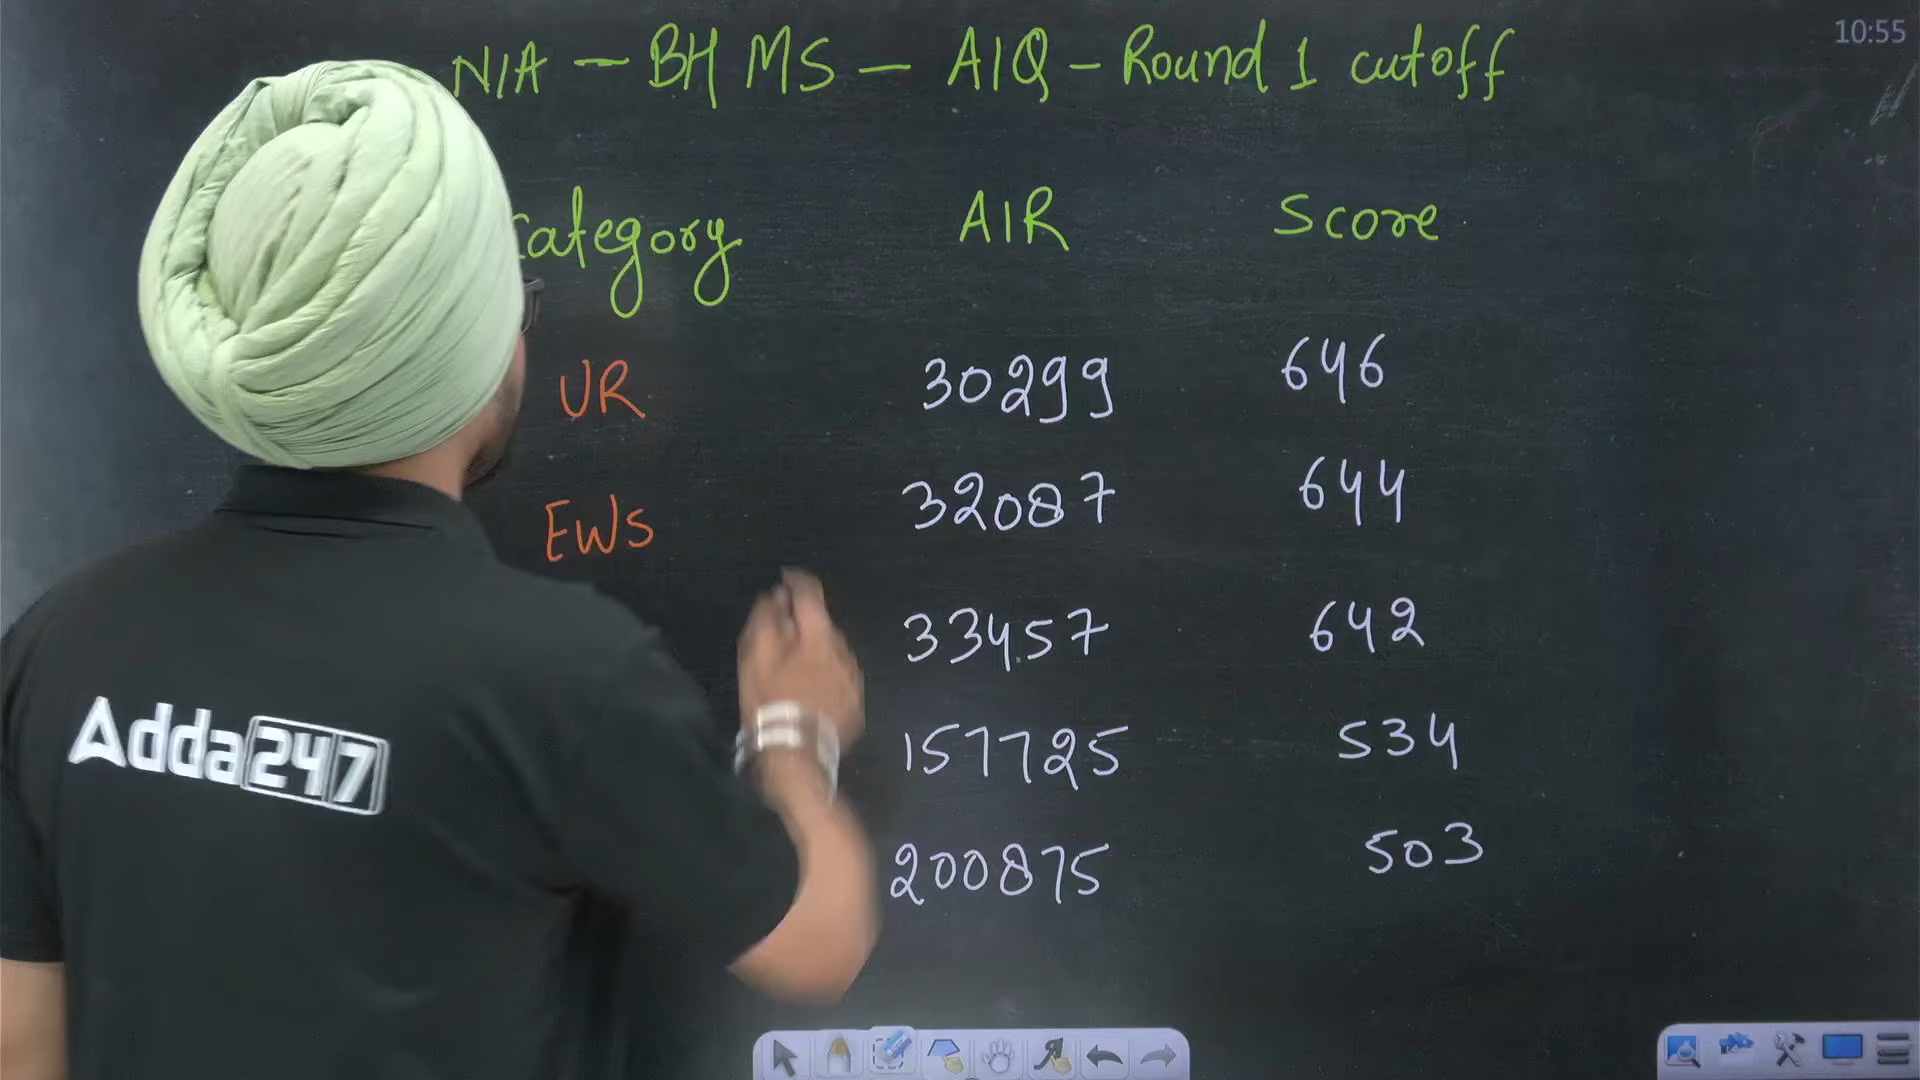 NIA - BHMS - AIQ - Round 1 cutoff
10:55
Category AIR Score
UR 30299 646
EWS 32087 644
33457 642
157725 534
200875 503
Adda247